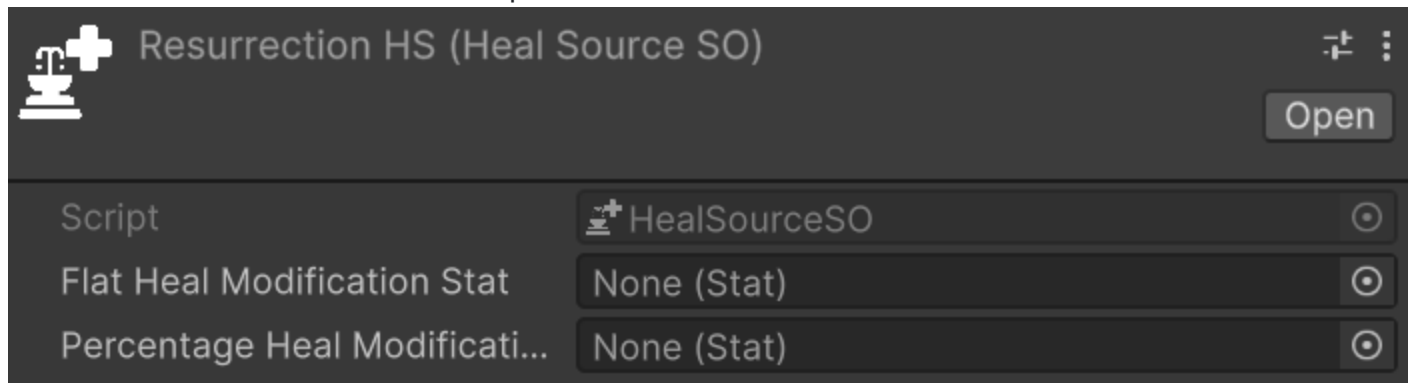 Resurrection HS (Heal Source SO)
Open
Script HealSourceSO
Flat Heal Modification Stat None (Stat)
Percentage Heal Modificati... None (Stat)